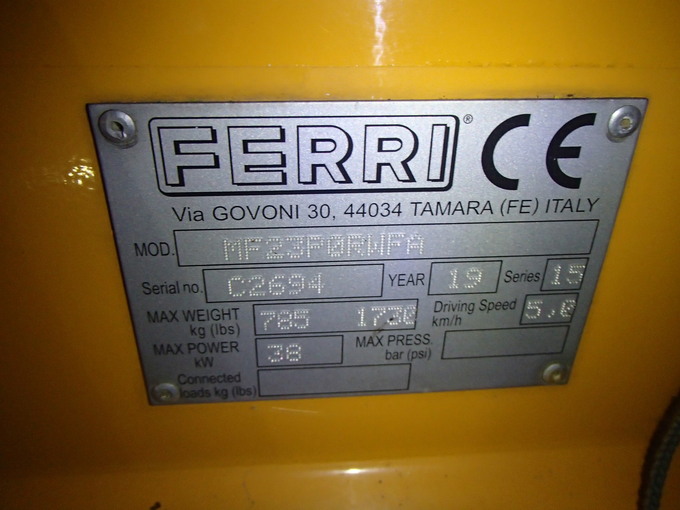 FERRI® CE
Via GOVONI 30, 44034 TAMARA (FE) ITALY
MOD. MF23P0RWFA
Serial no. C2694 YEAR 19 Series 15
MAX WEIGHT kg (lbs) 785 1730 Driving Speed km/h 5,0
MAX POWER kW 38 MAX PRESS. bar (psi)
Connected loads kg (lbs)